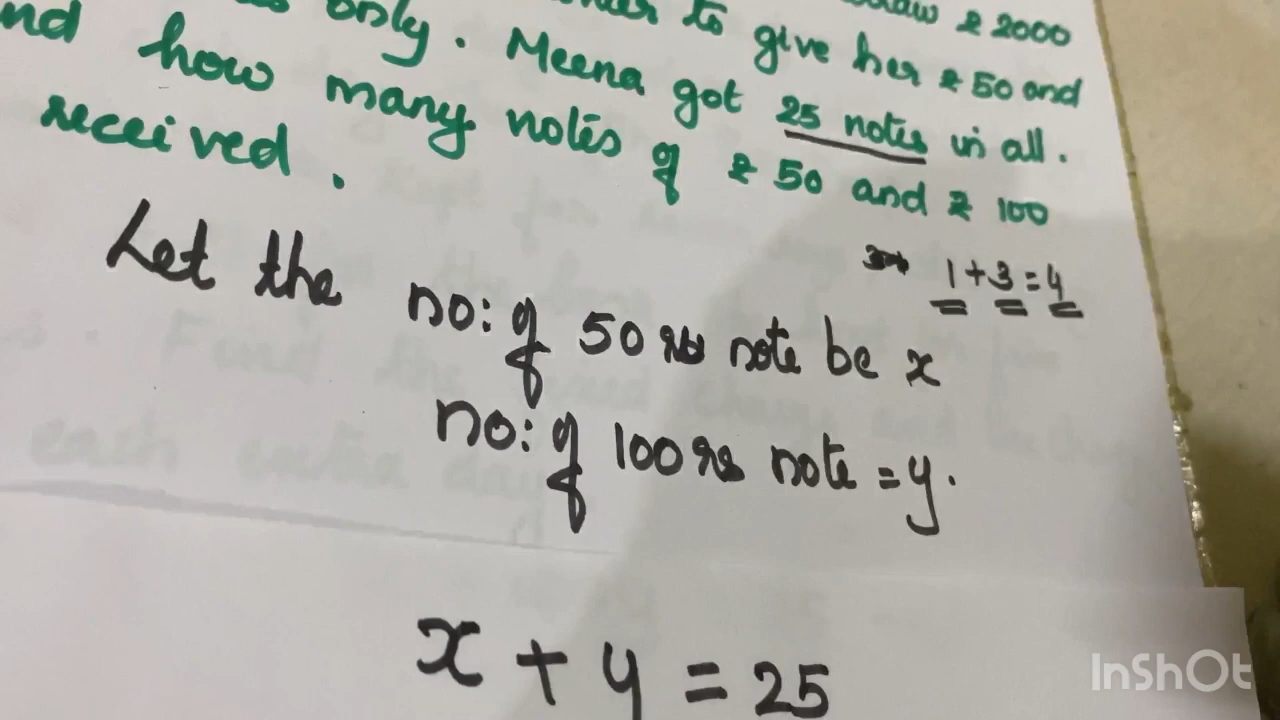 ₹ 2000
only. to give her ₹ 50 and
how many Meena got 25 notes in all.
received. notes of ₹ 50 and ₹ 100
1 + 3 = 4
Let the no: of 50 rs note be x
no: of 100 rs note = y.
x + y = 25
InShOt